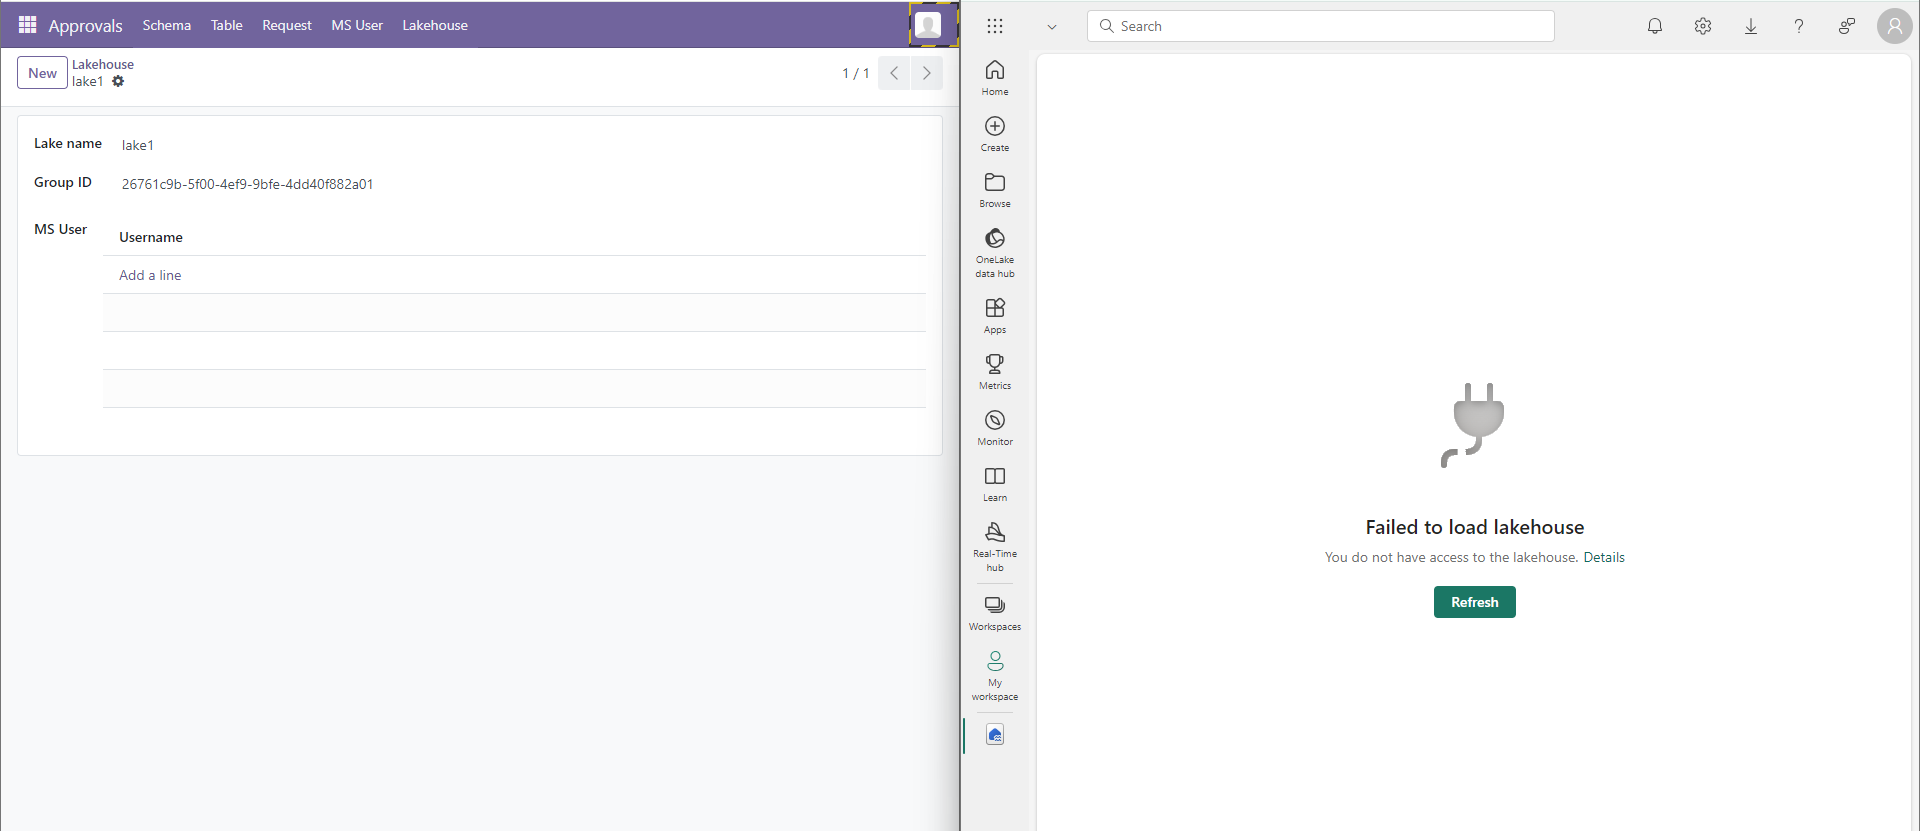 Approvals Schema Table Request MS User Lakehouse
New
Lakehouse
lake1
1 / 1
Lake name lake1
Group ID 26761c9b-5f00-4ef9-9bfe-4dd40f882a01
MS User
Username
Add a line
Search
Home
Create
Browse
OneLake
data hub
Apps
Metrics
Monitor
Learn
Real-Time
hub
Workspaces
My
workspace
Failed to load lakehouse
You do not have access to the lakehouse. Details
Refresh